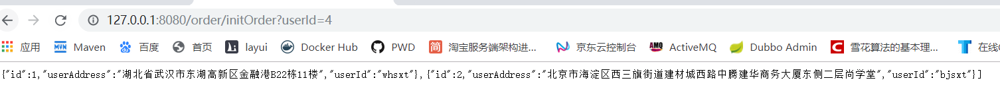 127.0.0.1:8080/order/initOrder?userId=4
应用 Maven 百度 首页 layui Docker Hub PWD 淘宝服务端架构进... 京东云控制台 ActiveMQ Dubbo Admin 雪花算法的基本理... 在线
{"id":1,"userAddress":"湖北省武汉市东湖高新区金融港B22栋11楼","userId":"whsxt"},{"id":2,"userAddress":"北京市海淀区西三旗街道建材城西路中腾建华商务大厦东侧二层尚学堂","userId":"bjsxt"}]